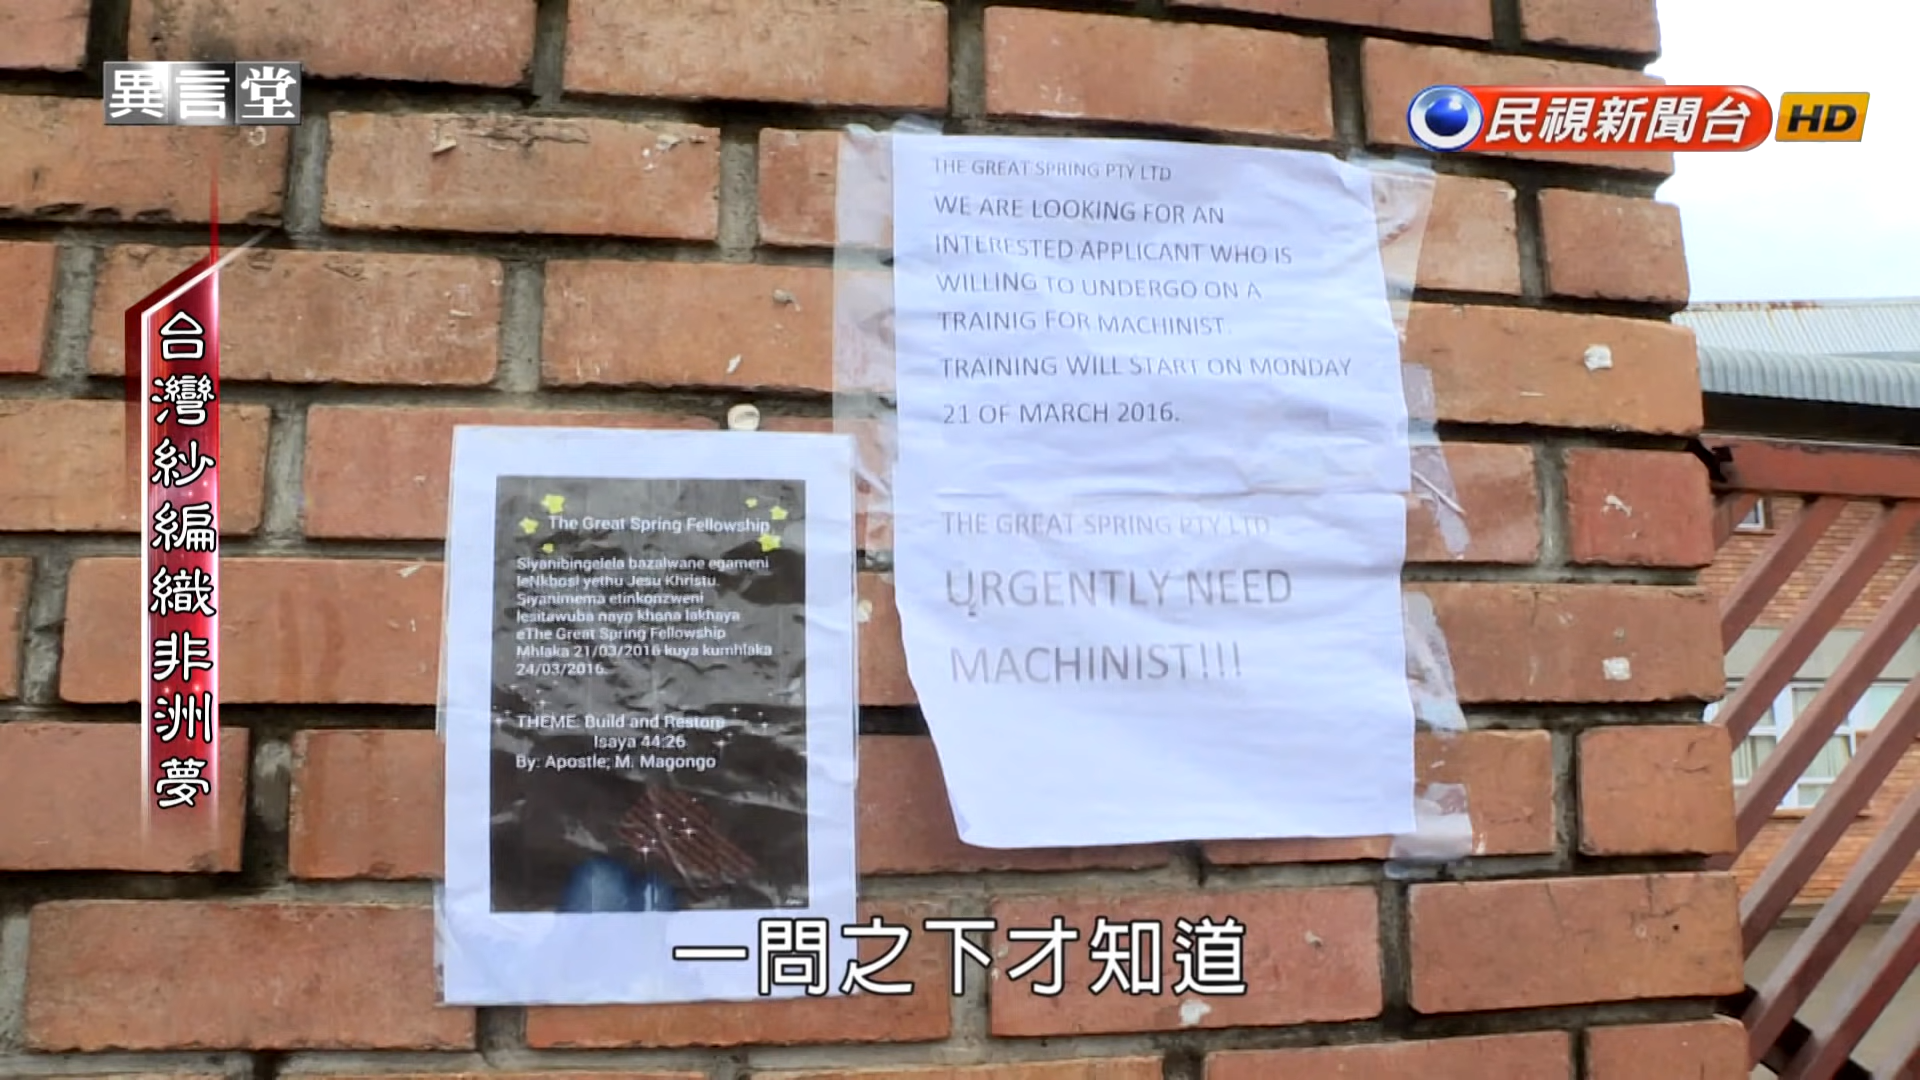 異言堂
民視新聞台 HD
台灣紗編織非洲夢
THE GREAT SPRING PTY LTD
WE ARE LOOKING FOR AN
INTERESTED APPLICANT WHO IS
WILLING TO UNDERGO ON A
TRAINIG FOR MACHINIST.
TRAINING WILL START ON MONDAY
21 OF MARCH 2016.
THE GREAT SPRING PTY LTD
URGENTLY NEED
MACHINIST!!!
The Great Spring Fellowship
Siyanibingelela bazalwane egameni
leNkhosi yethu Jesu Khristu.
Siyanimema etinkonzweni
lesitawuba nayo khona lakhaya
eThe Great Spring Fellowship
Mhlaka 21/03/2016 kuya kumhlaka
24/03/2016.
THEME: Build and Restore
Isaya 44:26
By: Apostle; M. Magongo
一問之下才知道